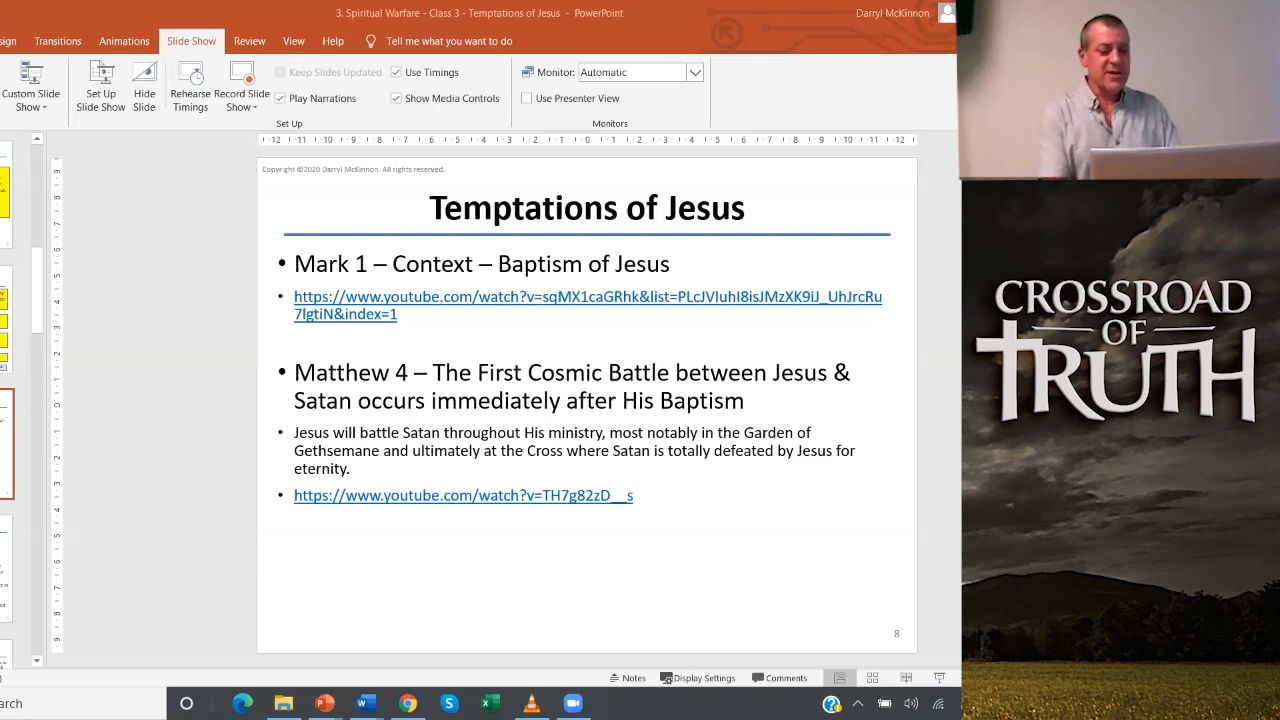 3. Spiritual Warfare - Class 3 - Temptations of Jesus - PowerPoint
Darryl McKinnon
sign Transitions Animations Slide Show Review View Help Tell me what you want to do
Custom Slide Show
Set Up Slide Show
Hide Slide
Rehearse Timings
Record Slide Show
Keep Slides Updated
Use Timings
Play Narrations
Show Media Controls
Set Up
Monitor: Automatic
Use Presenter View
Monitors
Copyright ©2020 Darryl McKinnon. All rights reserved.
Temptations of Jesus
• Mark 1 – Context – Baptism of Jesus
• https://www.youtube.com/watch?v=sqMX1caGRhk&list=PLcJVIuhI8isJMzXK9iJ_UhJrcRu
7lgtiN&index=1
• Matthew 4 – The First Cosmic Battle between Jesus &
Satan occurs immediately after His Baptism
• Jesus will battle Satan throughout His ministry, most notably in the Garden of
Gethsemane and ultimately at the Cross where Satan is totally defeated by Jesus for
eternity.
• https://www.youtube.com/watch?v=TH7g82zD__s
8
Notes Display Settings Comments
arch
CROSSROAD
OF
TRUTH